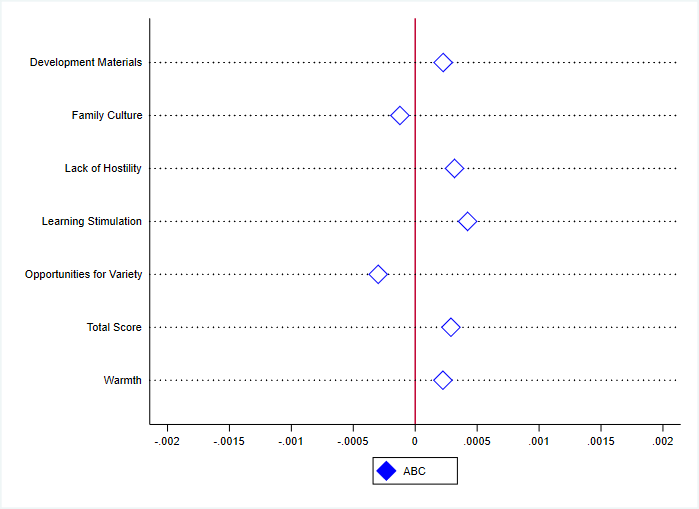 Development Materials
Family Culture
Lack of Hostility
Learning Stimulation
Opportunities for Variety
Total Score
Warmth
-.002 -.0015 -.001 -.0005 0 .0005 .001 .0015 .002
ABC